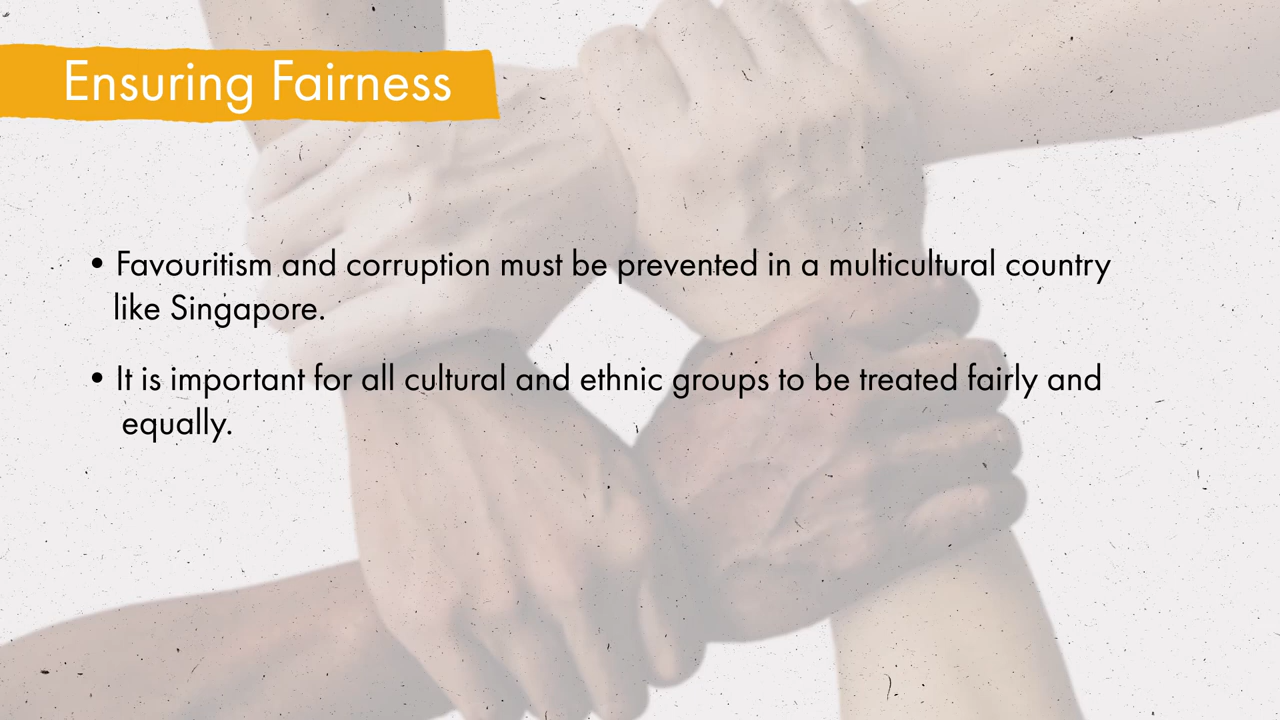 Ensuring Fairness
• Favouritism and corruption must be prevented in a multicultural country
like Singapore.
• It is important for all cultural and ethnic groups to be treated fairly and
equally.